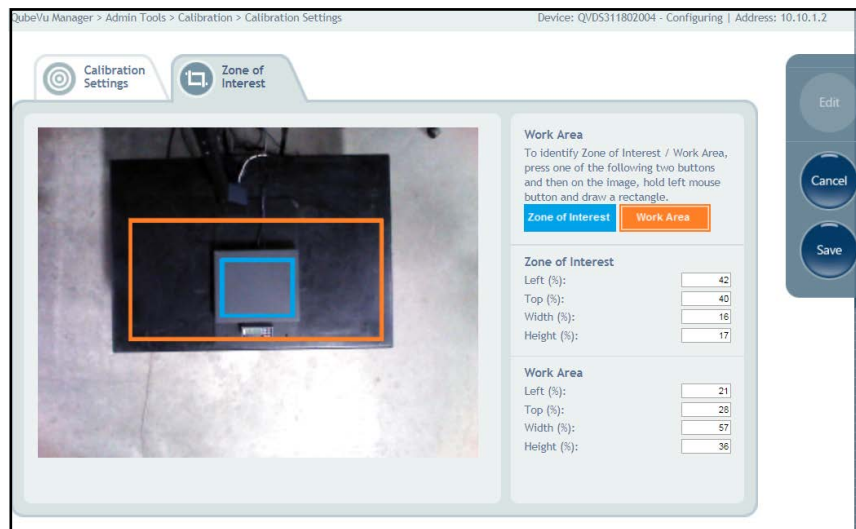 QubeVu Manager > Admin Tools > Calibration > Calibration Settings
Device: QVDS311802004 - Configuring | Address: 10.10.1.2
Calibration
Settings
Zone of
Interest
Edit
Cancel
Save
Work Area
To identify Zone of Interest / Work Area,
press one of the following two buttons
and then on the image, hold left mouse
button and draw a rectangle.
Zone of Interest
Work Area
Zone of Interest
Left (%): 42
Top (%): 40
Width (%): 16
Height (%): 17
Work Area
Left (%): 21
Top (%): 28
Width (%): 57
Height (%): 36